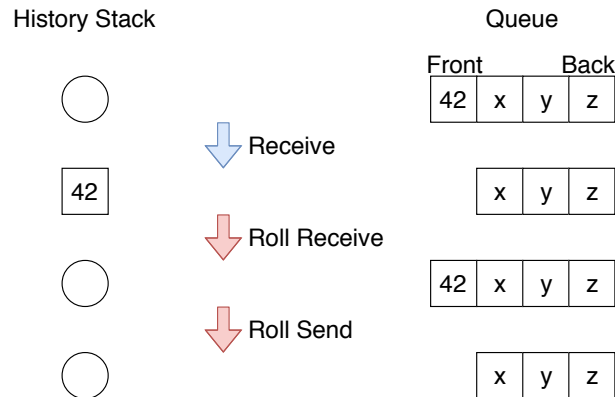 History Stack Queue
Front Back
42 x y z
Receive
42 x y z
Roll Receive
42 x y z
Roll Send
x y z